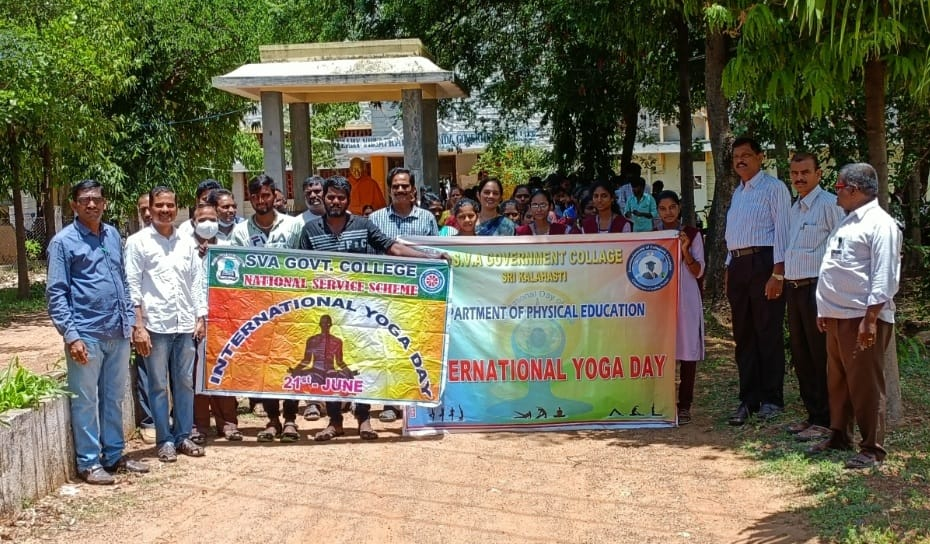 SVA GOVT. COLLEGE
NATIONAL SERVICE SCHEME
INTERNATIONAL YOGA DAY
21ST - JUNE
S.V.A GOVERNMENT COLLAGE
SRI KALAHASTI
PARTMENT OF PHYSICAL EDUCATION
ERNATIONAL YOGA DAY